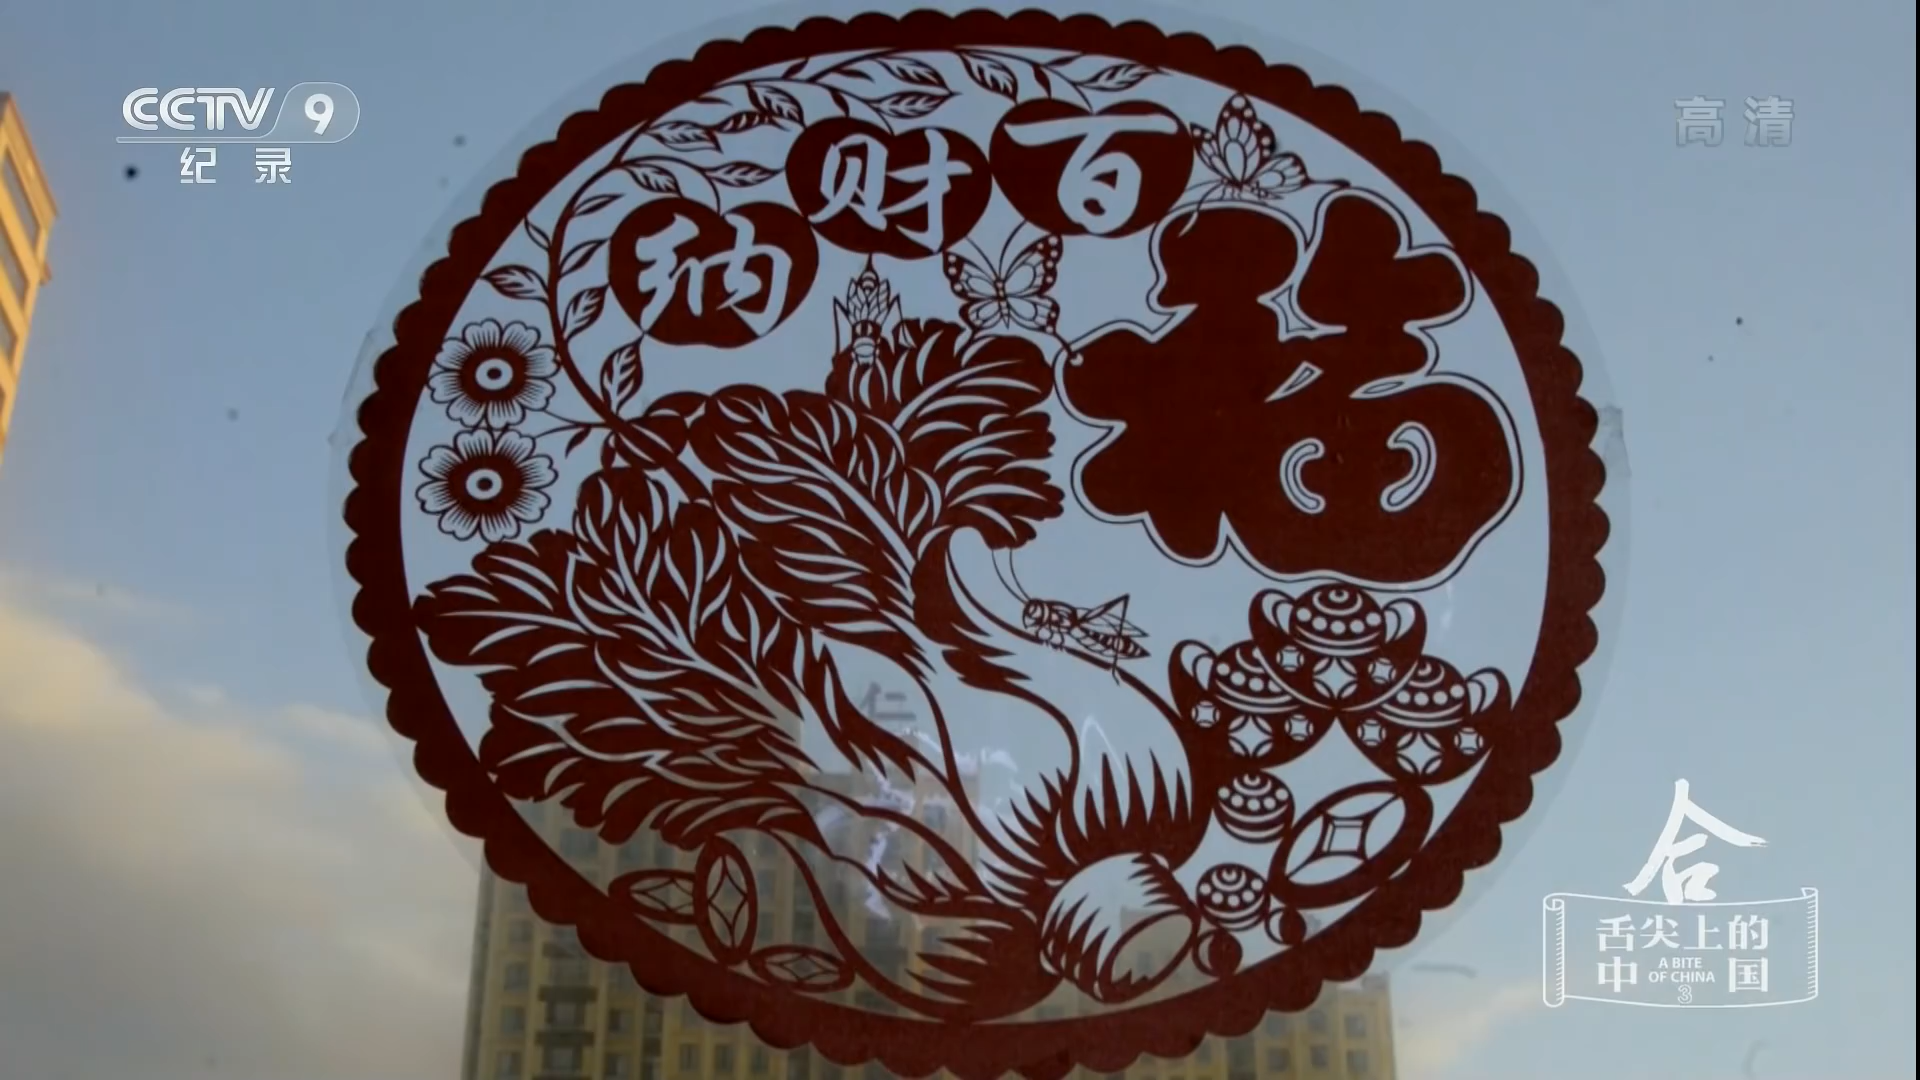 CCTV 9
纪录
高清
百财纳
福
仁
合
舌尖上的
中国
A BITE
OF CHINA
3